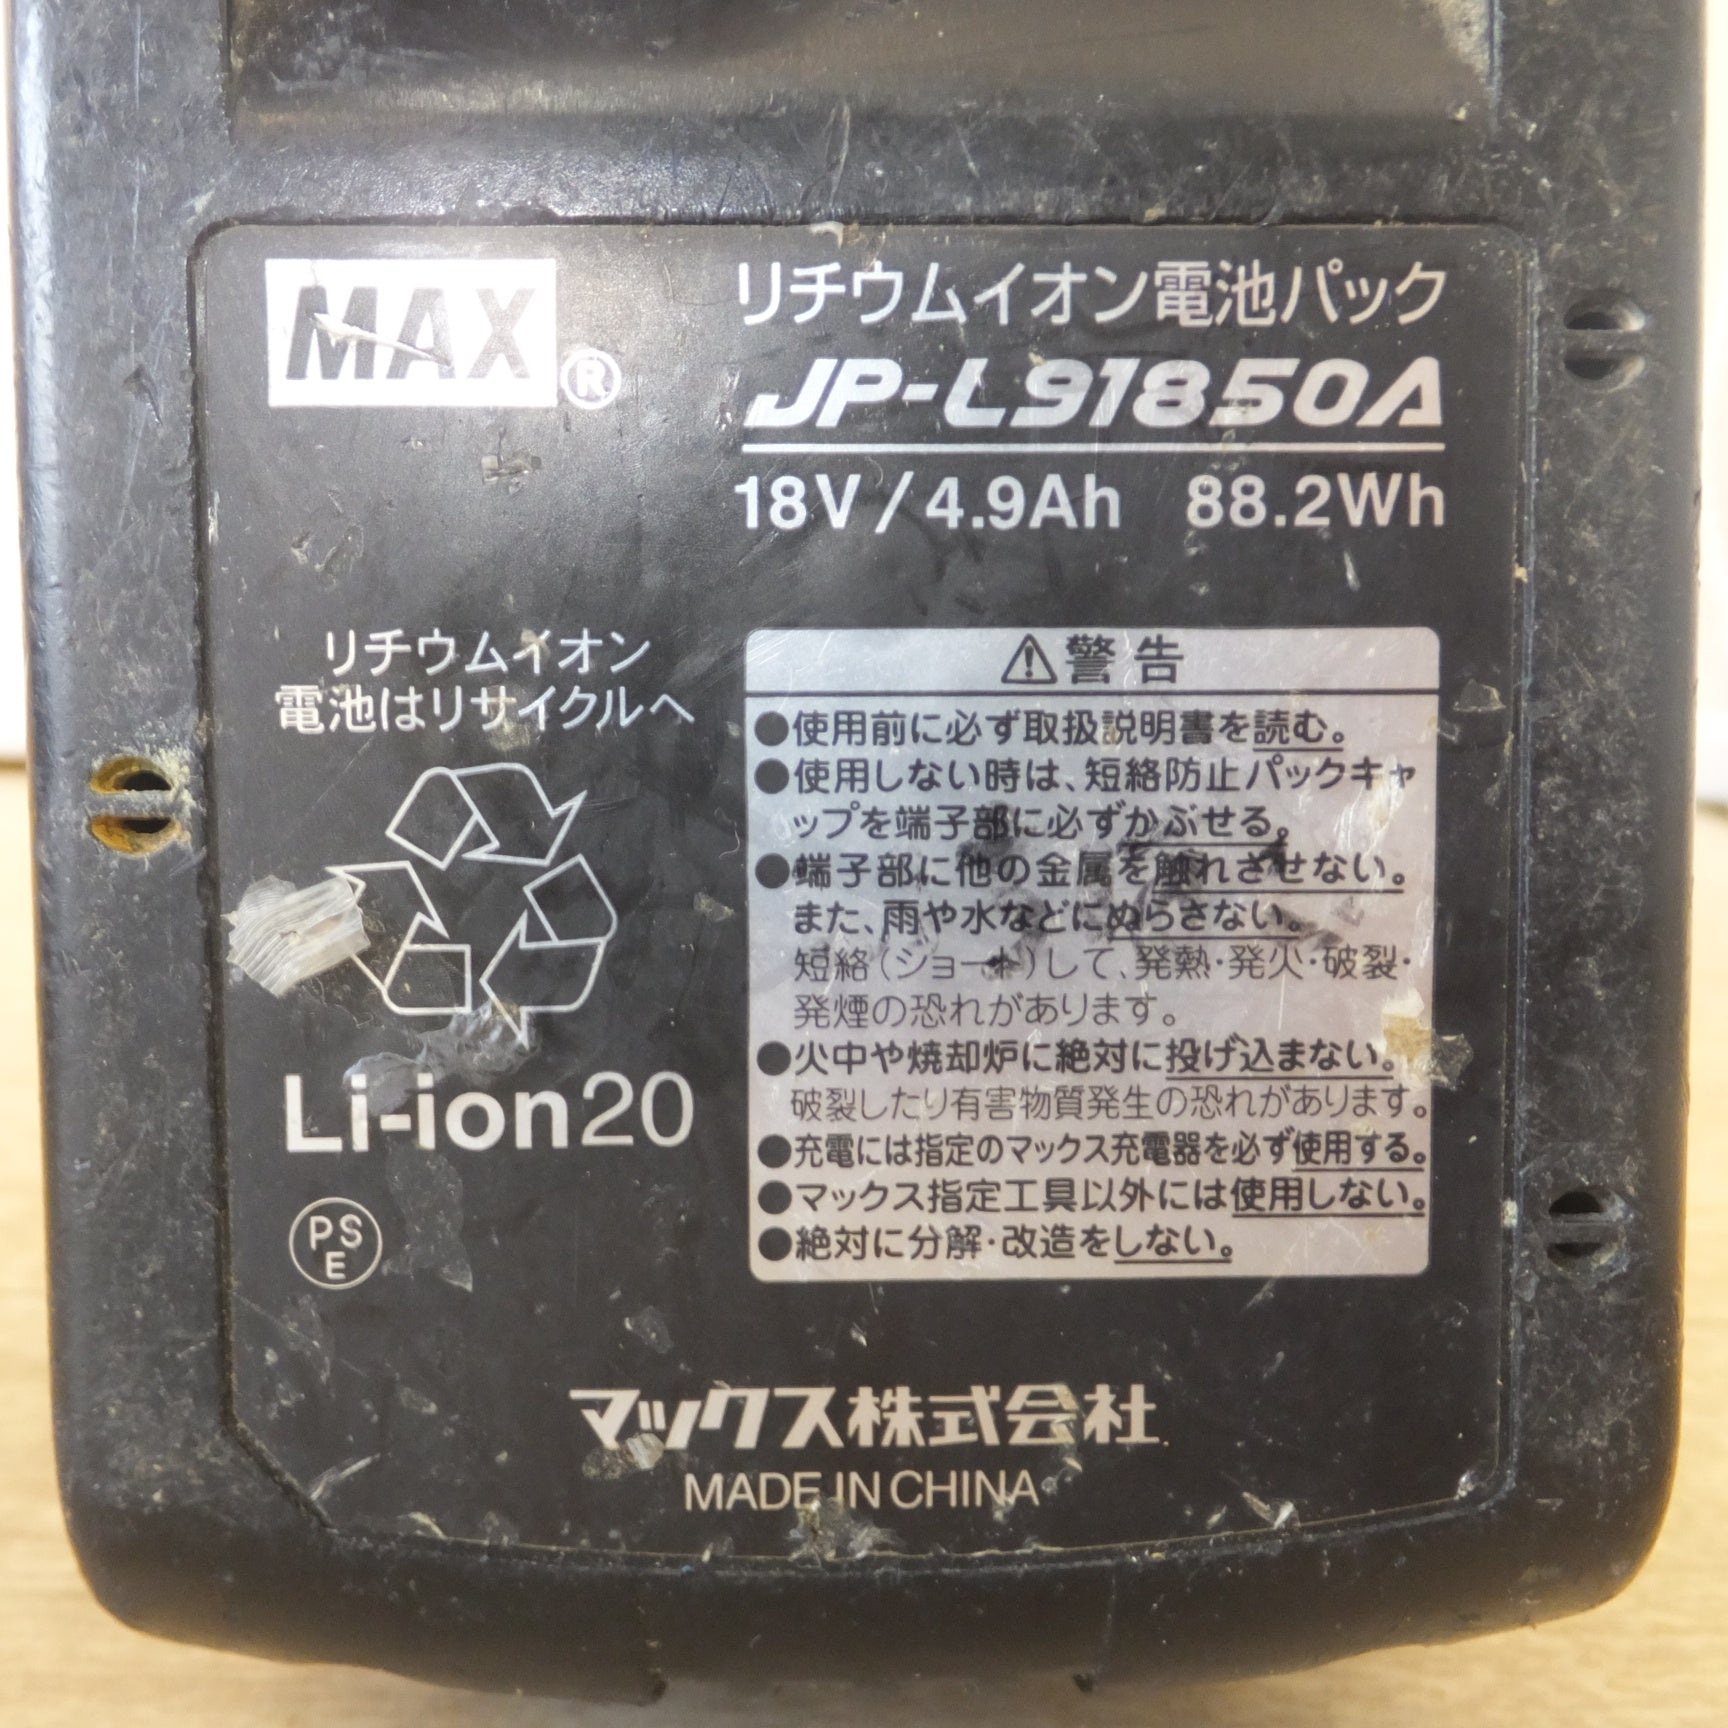 MAX®
リチウムイオン電池パック
JP-L91850A
18V / 4.9Ah 88.2Wh
リチウムイオン
電池はリサイクルへ
Li-ion20
PS
E
⚠警告
●使用前に必ず取扱説明書を読む。
●使用しない時は、短絡防止パックキャ
ップを端子部に必ずかぶせる。
●端子部に他の金属を触れさせない。
また、雨や水などにぬらさない。
短絡(ショート)して、発熱・発火・破裂・
発煙の恐れがあります。
●火中や焼却炉に絶対に投げ込まない。
破裂したり有害物質発生の恐れがあります。
●充電には指定のマックス充電器を必ず使用する。
●マックス指定工具以外には使用しない。
●絶対に分解・改造をしない。
マックス株式会社
MADE IN CHINA